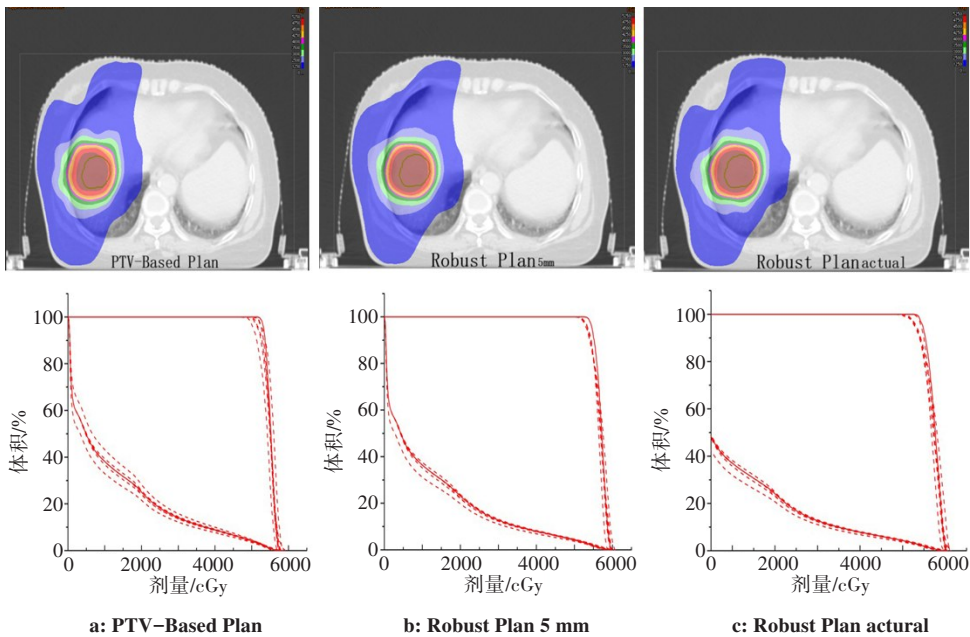 PTV-Based Plan
Robust Plan5mm
Robust Planactual
100
80
60
40
20
0
体积/%
0
2000
4000
6000
剂量/cGy
100
80
60
40
20
0
体积/%
0
2000
4000
6000
剂量/cGy
100
80
60
40
20
0
体积/%
0
2000
4000
6000
剂量/cGy
a: PTV-Based Plan
b: Robust Plan 5 mm
c: Robust Plan actural